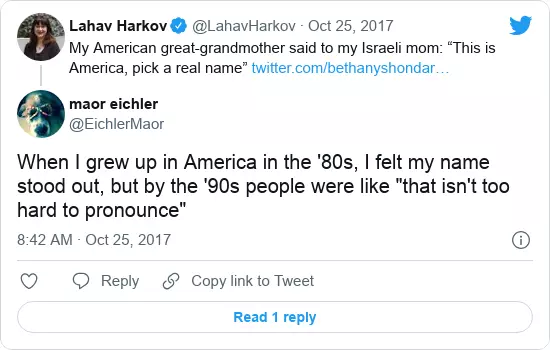 Lahav Harkov @LahavHarkov · Oct 25, 2017
My American great-grandmother said to my Israeli mom: “This is
America, pick a real name” twitter.com/bethanyshondar…
maor eichler
@EichlerMaor
When I grew up in America in the '80s, I felt my name
stood out, but by the '90s people were like "that isn't too
hard to pronounce"
8:42 AM · Oct 25, 2017
Reply Copy link to Tweet
Read 1 reply